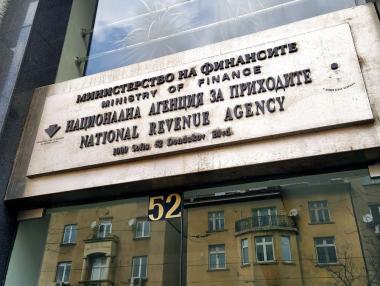 МИНИСТЕРСТВО НА ФИНАНСИТЕ
MINISTRY OF FINANCE
НАЦИОНАЛНА АГЕНЦИЯ ЗА ПРИХОДИТЕ
NATIONAL REVENUE AGENCY
1000 Sofia 52 Dondukov Blvd.
52